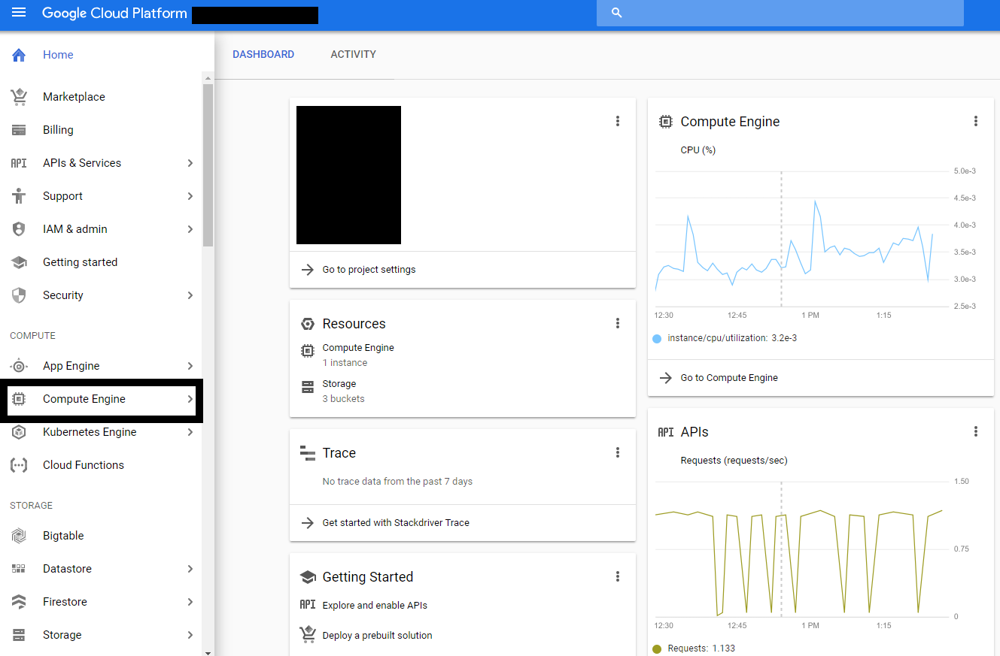 Google Cloud Platform
Home
Marketplace
Billing
API APIs & Services
Support
IAM & admin
Getting started
Security
COMPUTE
App Engine
Compute Engine
Kubernetes Engine
Cloud Functions
STORAGE
Bigtable
Datastore
Firestore
Storage
DASHBOARD ACTIVITY
Go to project settings
Resources
Compute Engine
1 instance
Storage
3 buckets
Trace
No trace data from the past 7 days
Get started with Stackdriver Trace
Getting Started
API Explore and enable APIs
Deploy a prebuilt solution
Compute Engine
CPU (%)
5.0e-3
4.5e-3
4.0e-3
3.5e-3
3.0e-3
2.5e-3
12:30 12:45 1 PM 1:15
instance/cpu/utilization: 3.2e-3
Go to Compute Engine
API APIs
Requests (requests/sec)
1.50
0.75
0
12:30 12:45 1 PM 1:15
Requests: 1.133